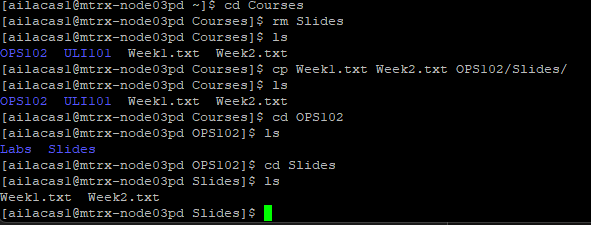 [ailacas1@mtrx-node03pd ~]$ cd Courses
[ailacas1@mtrx-node03pd Courses]$ rm Slides
[ailacas1@mtrx-node03pd Courses]$ ls
OPS102  ULI101  Week1.txt  Week2.txt
[ailacas1@mtrx-node03pd Courses]$ cp Week1.txt Week2.txt OPS102/Slides/
[ailacas1@mtrx-node03pd Courses]$ ls
OPS102  ULI101  Week1.txt  Week2.txt
[ailacas1@mtrx-node03pd Courses]$ cd OPS102
[ailacas1@mtrx-node03pd OPS102]$ ls
Labs  Slides
[ailacas1@mtrx-node03pd OPS102]$ cd Slides
[ailacas1@mtrx-node03pd Slides]$ ls
Week1.txt  Week2.txt
[ailacas1@mtrx-node03pd Slides]$